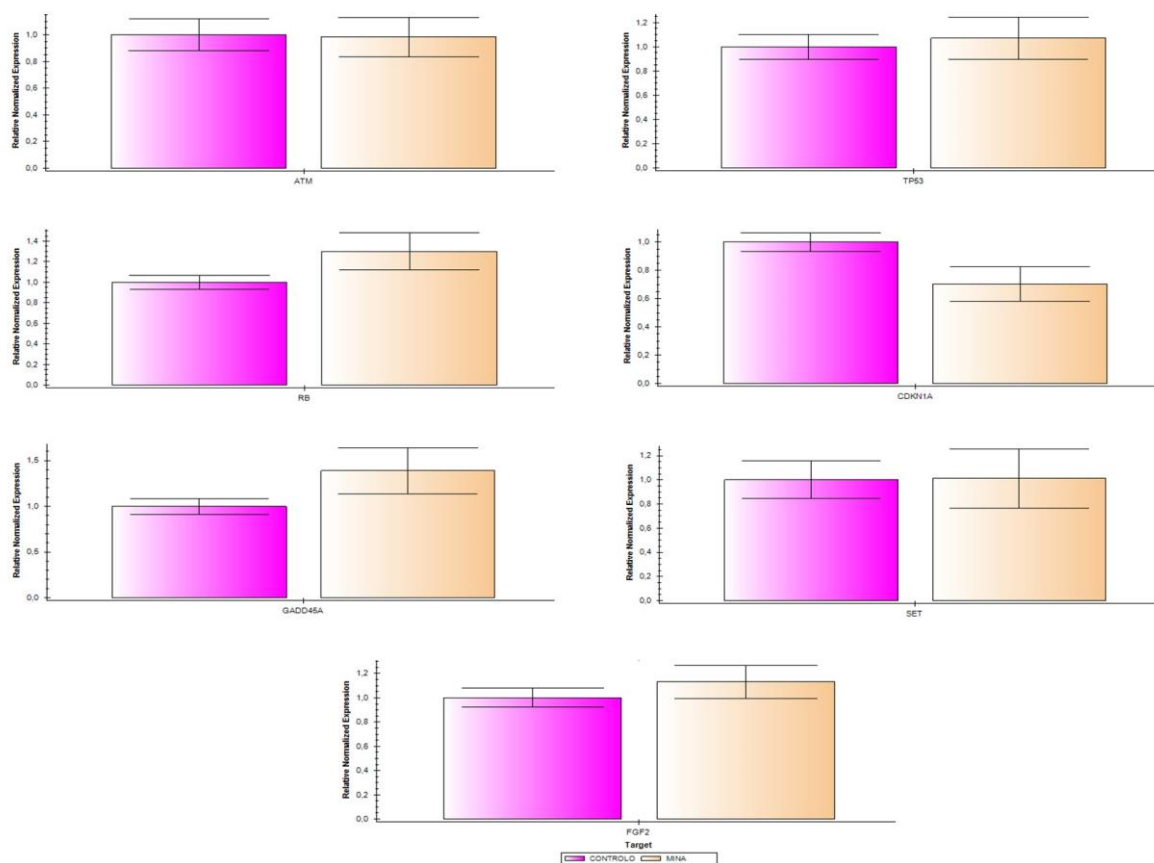 Relative Normalized Expression
1,0
0,8
0,6
0,4
0,2
0,0
ATM
Relative Normalized Expression
1,2
1,0
0,8
0,6
0,4
0,2
0,0
TP53
Relative Normalized Expression
1,4
1,2
1,0
0,8
0,6
0,4
0,2
0,0
RB
Relative Normalized Expression
1,0
0,8
0,6
0,4
0,2
0,0
CDKN1A
Relative Normalized Expression
1,5
1,0
0,5
0,0
GADD45A
Relative Normalized Expression
1,2
1,0
0,8
0,6
0,4
0,2
0,0
SET
Relative Normalized Expression
1,2
1,0
0,8
0,6
0,4
0,2
0,0
FGF2
Target
CONTROLO MINA